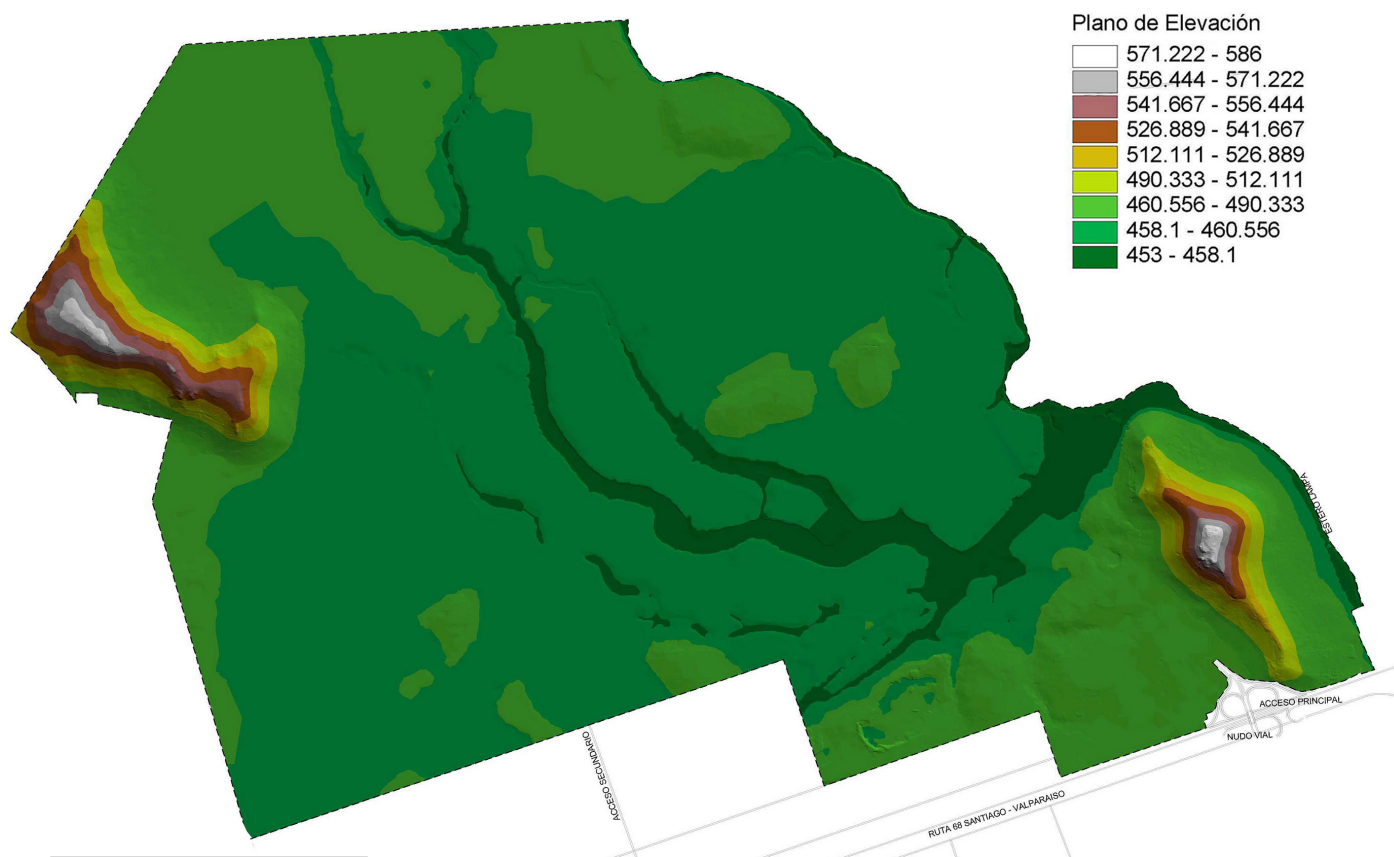 Plano de Elevación
571.222 - 586
556.444 - 571.222
541.667 - 556.444
526.889 - 541.667
512.111 - 526.889
490.333 - 512.111
460.556 - 490.333
458.1 - 460.556
453 - 458.1
ESTERO LAMPA
ACCESO PRINCIPAL
NUDO VIAL
ACCESO SECUNDARIO
RUTA 68 SANTIAGO - VALPARAISO